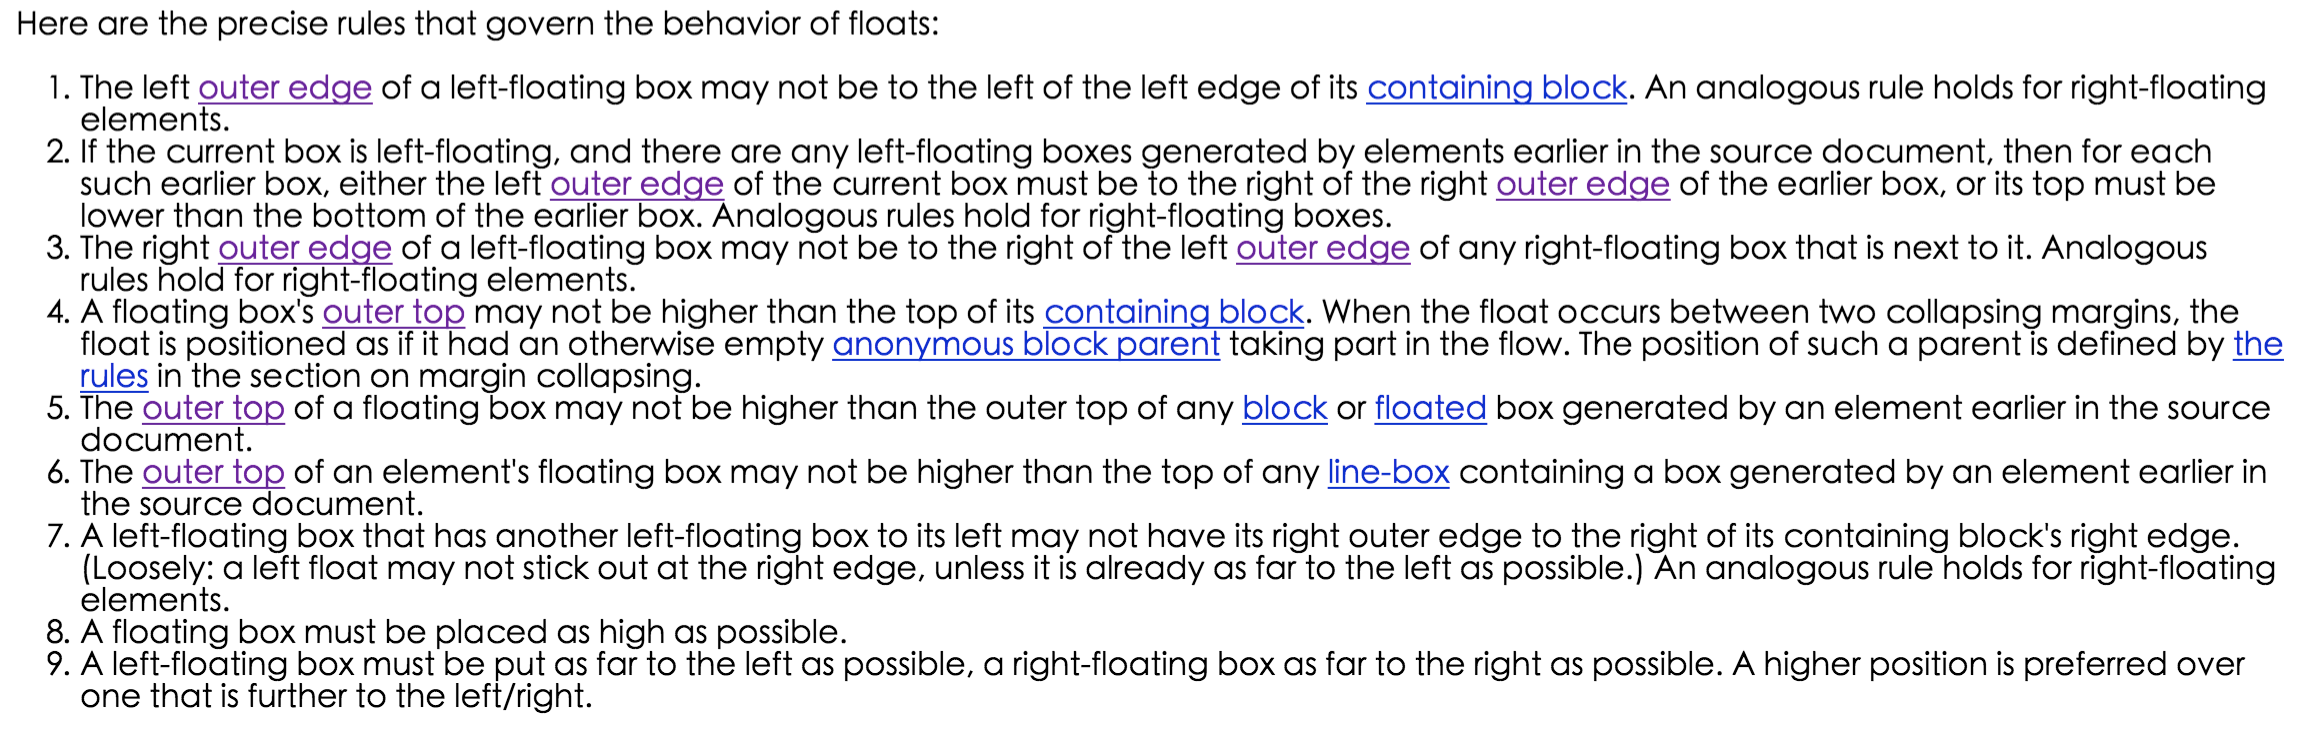 Here are the precise rules that govern the behavior of floats:
1. The left outer edge of a left-floating box may not be to the left of the left edge of its containing block. An analogous rule holds for right-floating
elements.
2. If the current box is left-floating, and there are any left-floating boxes generated by elements earlier in the source document, then for each
such earlier box, either the left outer edge of the current box must be to the right of the right outer edge of the earlier box, or its top must be
lower than the bottom of the earlier box. Analogous rules hold for right-floating boxes.
3. The right outer edge of a left-floating box may not be to the right of the left outer edge of any right-floating box that is next to it. Analogous
rules hold for right-floating elements.
4. A floating box's outer top may not be higher than the top of its containing block. When the float occurs between two collapsing margins, the
float is positioned as if it had an otherwise empty anonymous block parent taking part in the flow. The position of such a parent is defined by the
rules in the section on margin collapsing.
5. The outer top of a floating box may not be higher than the outer top of any block or floated box generated by an element earlier in the source
document.
6. The outer top of an element's floating box may not be higher than the top of any line-box containing a box generated by an element earlier in
the source document.
7. A left-floating box that has another left-floating box to its left may not have its right outer edge to the right of its containing block's right edge.
(Loosely: a left float may not stick out at the right edge, unless it is already as far to the left as possible.) An analogous rule holds for right-floating
elements.
8. A floating box must be placed as high as possible.
9. A left-floating box must be put as far to the left as possible, a right-floating box as far to the right as possible. A higher position is preferred over
one that is further to the left/right.